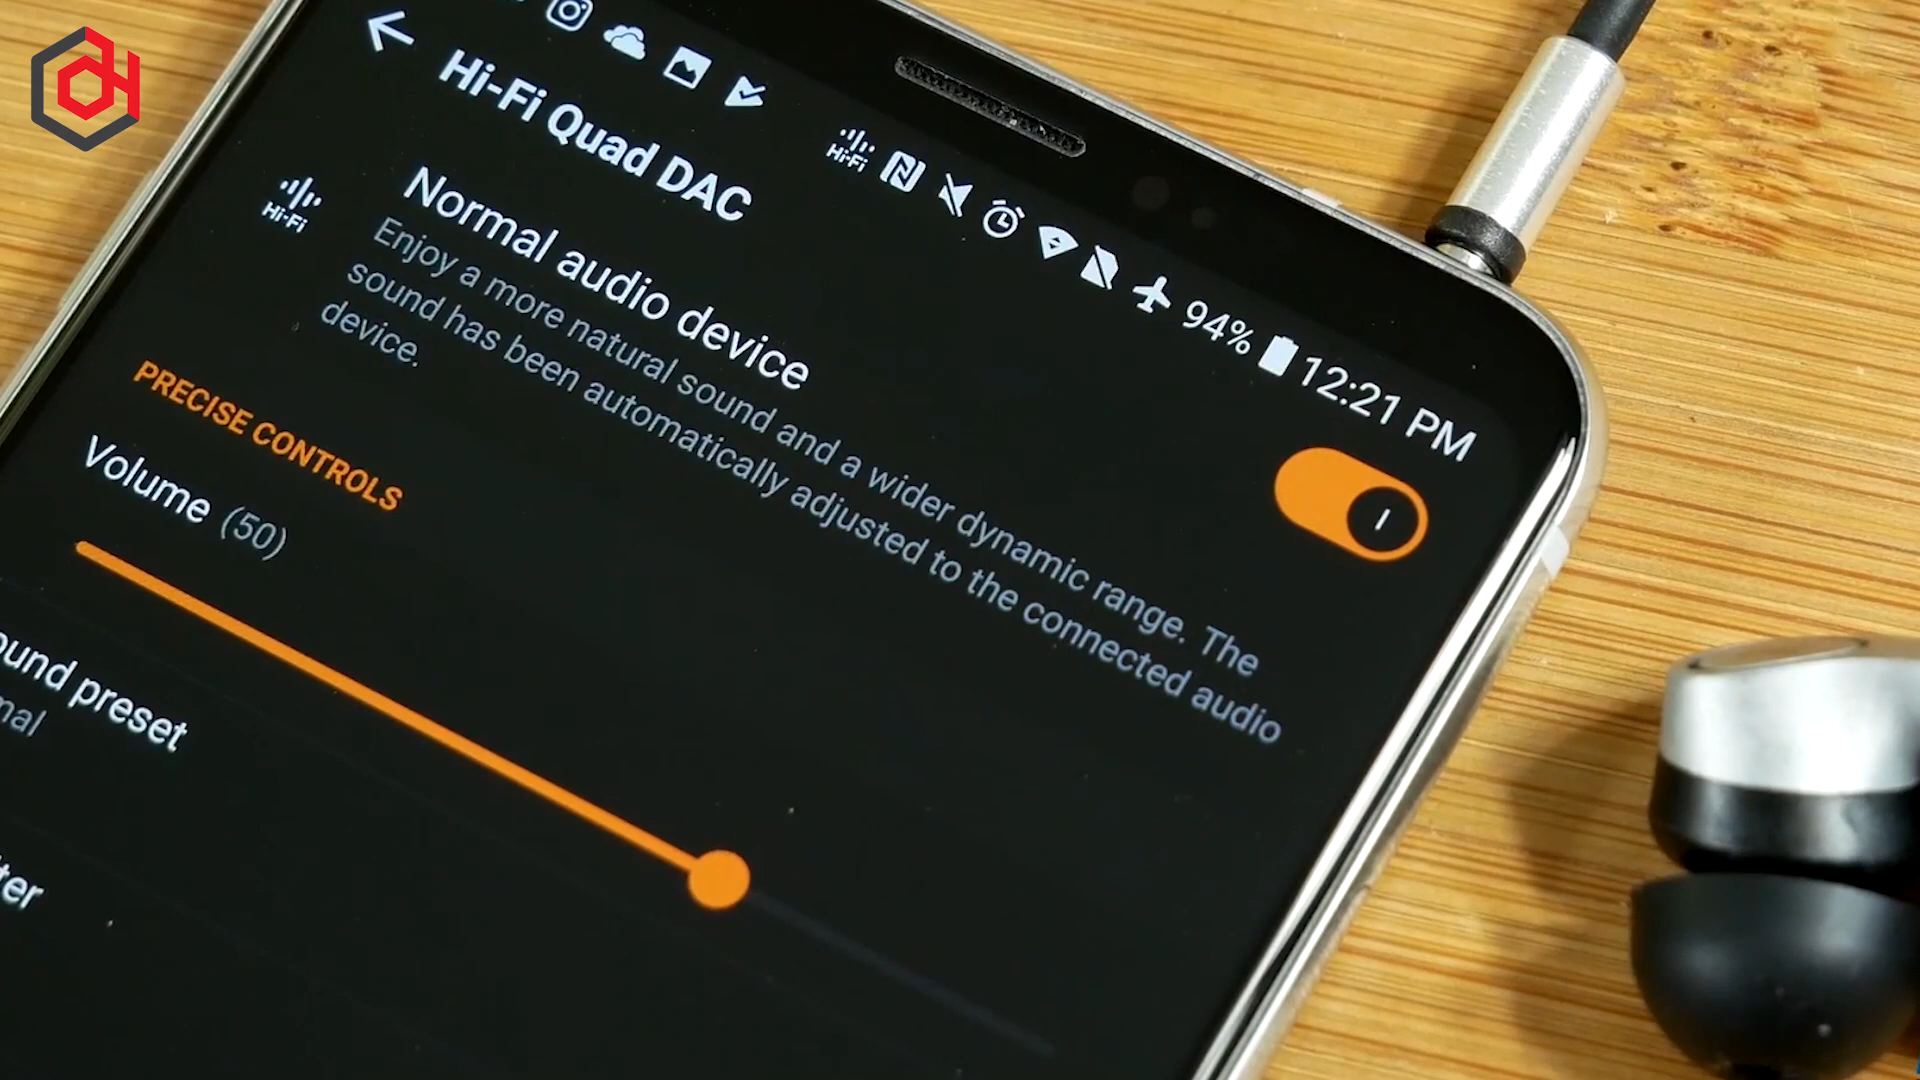 Hi-Fi Quad DAC
Hi-Fi
94% 12:21 PM
Hi-Fi
Normal audio device
Enjoy a more natural sound and a wider dynamic range. The
sound has been automatically adjusted to the connected audio
device.
PRECISE CONTROLS
Volume (50)
ound preset
mal
ter